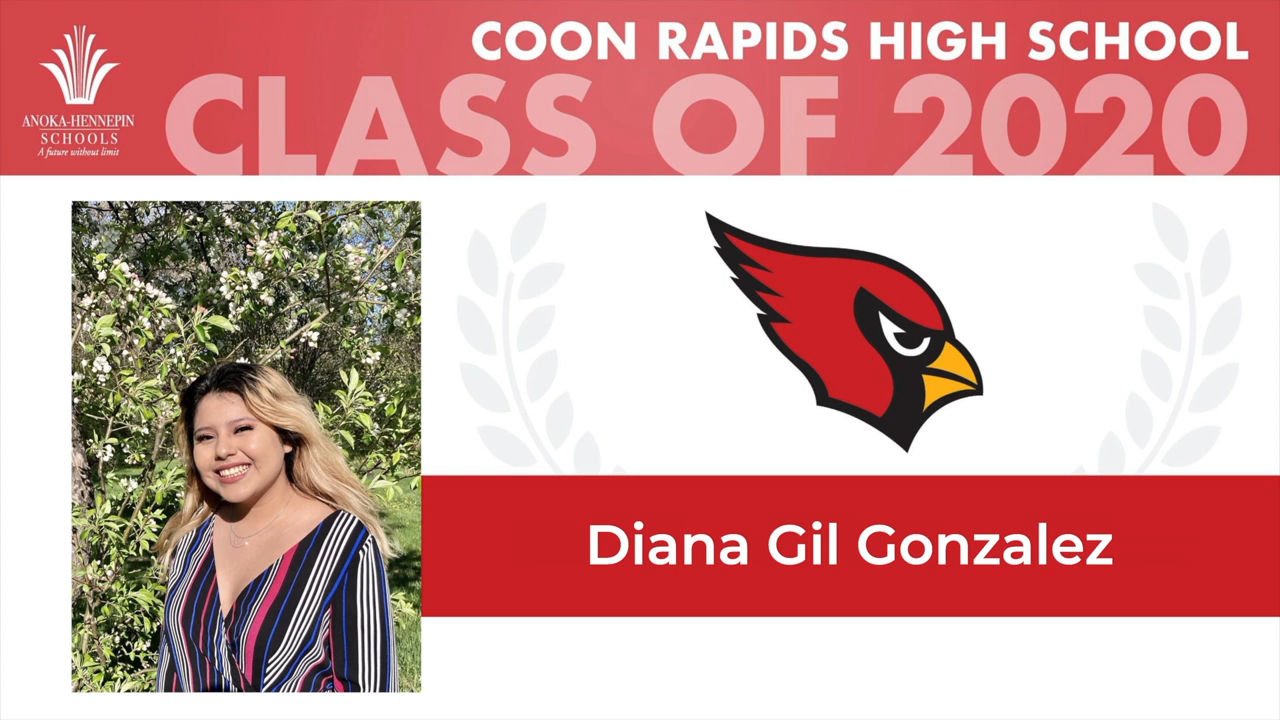 COON RAPIDS HIGH SCHOOL
CLASS OF 2020
ANOKA-HENNEPIN
SCHOOLS
A future without limit
Diana Gil Gonzalez